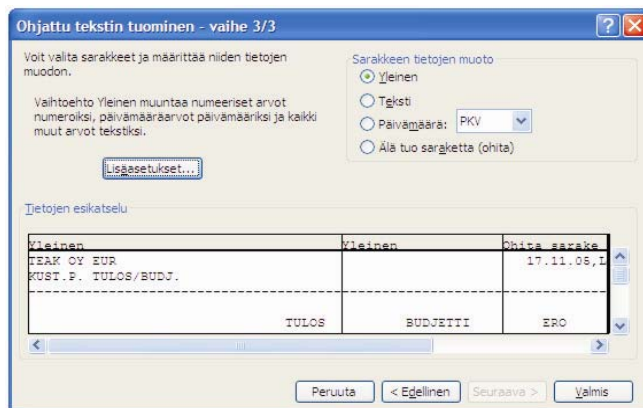 Ohjattu tekstin tuominen - vaihe 3/3
Voit valita sarakkeet ja määrittää niiden tietojen
muodon.
Vaihtoehto Yleinen muuntaa numeeriset arvot
numeroiksi, päivämääräarvot päivämääriksi ja kaikki
muut arvot tekstiksi.
Lisäasetukset...
Sarakkeen tietojen muoto
Yleinen
Teksti
Päivämäärä: PKV
Älä tuo saraketta (ohita)
Tietojen esikatselu
Yleinen Yleinen Ohita sarake
TEAK OY EUR 17.11.05,L
KUST.P. TULOS/BUDJ.
TULOS BUDJETTI ERO
Peruuta < Edellinen Seuraava > Valmis